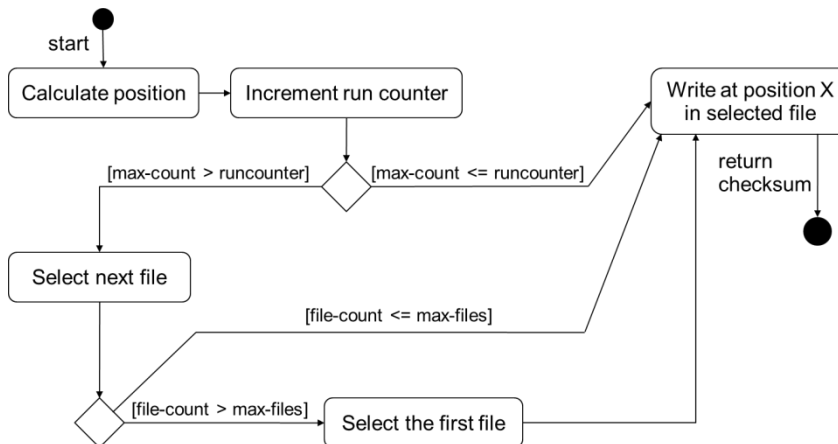 start
Calculate position
Increment run counter
Write at position X
in selected file
[max-count > runcounter]
[max-count <= runcounter]
return
checksum
Select next file
[file-count <= max-files]
[file-count > max-files]
Select the first file